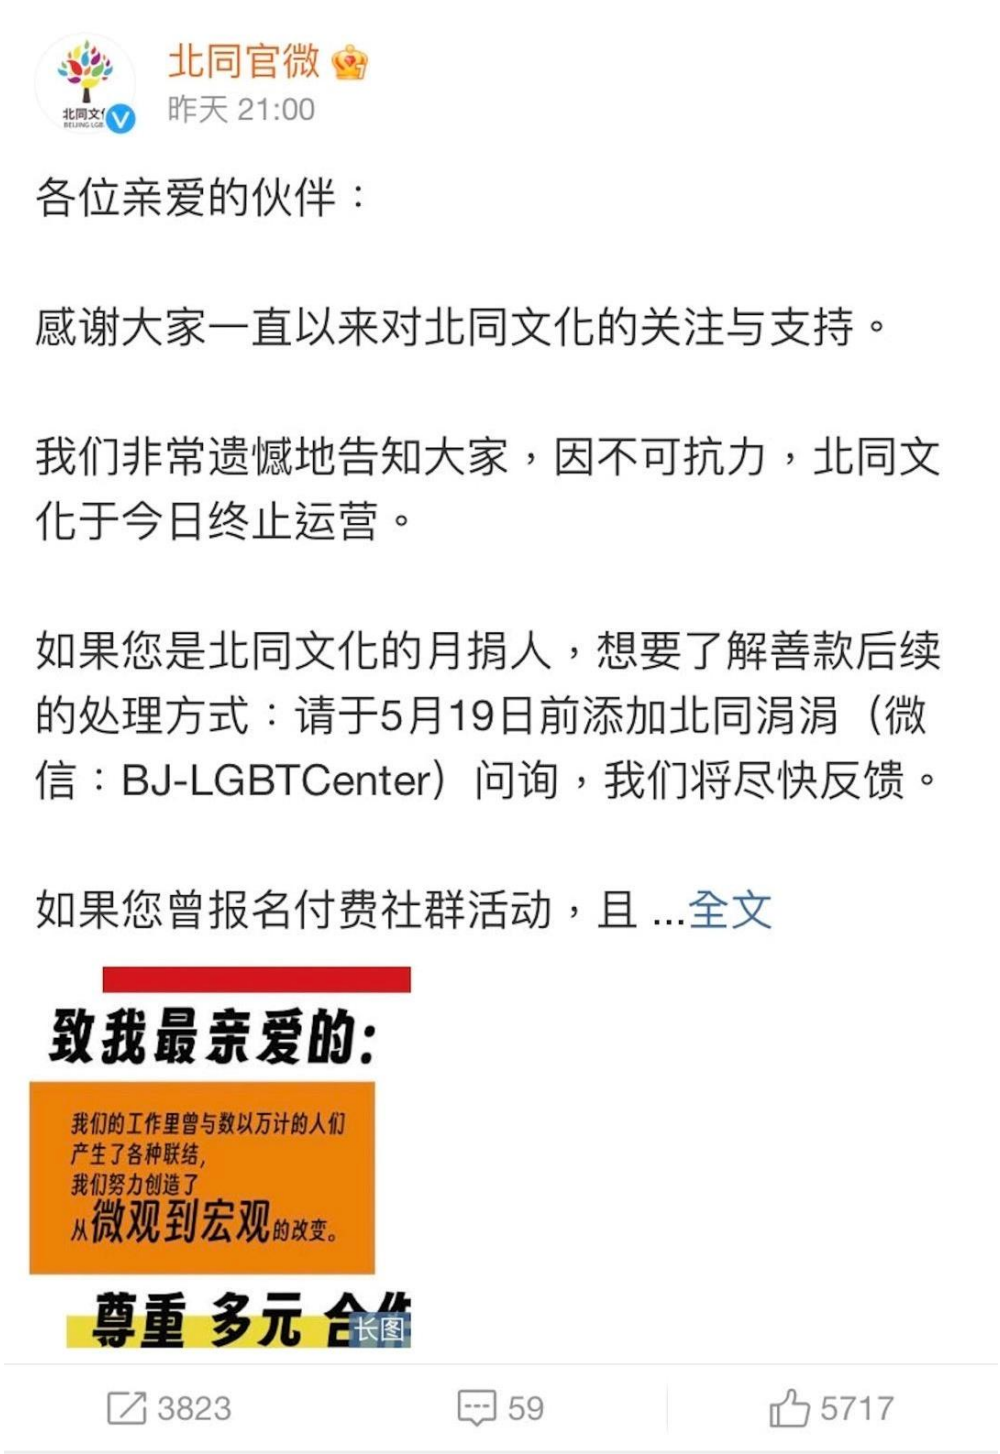 北同官微
昨天 21:00
北同文
BEIJING LGB
各位亲爱的伙伴：
感谢大家一直以来对北同文化的关注与支持。
我们非常遗憾地告知大家，因不可抗力，北同文
化于今日终止运营。
如果您是北同文化的月捐人，想要了解善款后续
的处理方式：请于5月19日前添加北同涓涓（微
信：BJ-LGBTCenter）问询，我们将尽快反馈。
如果您曾报名付费社群活动，且 ...全文
致我最亲爱的：
我们的工作里曾与数以万计的人们
产生了各种联结，
我们努力创造了
从微观到宏观的改变。
尊重 多元 合作
长图
3823
59
5717